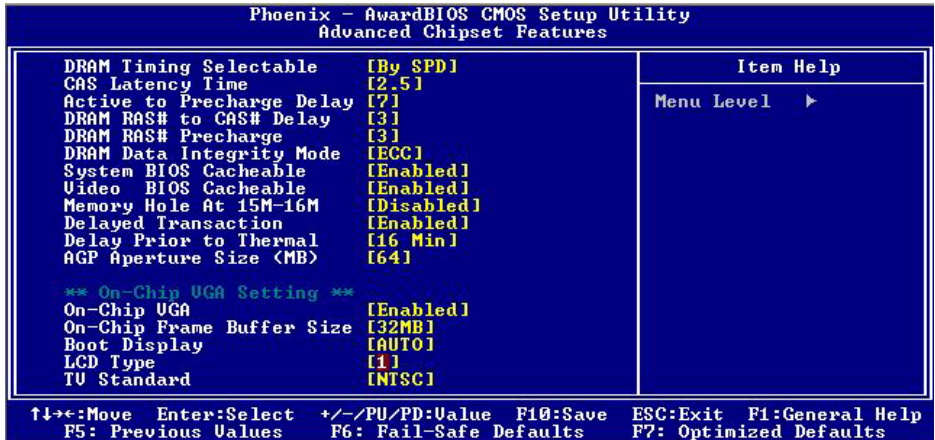 Phoenix - AwardBIOS CMOS Setup Utility
Advanced Chipset Features
DRAM Timing Selectable [By SPD]
CAS Latency Time [2.5]
Active to Precharge Delay [7]
DRAM RAS# to CAS# Delay [3]
DRAM RAS# Precharge [3]
DRAM Data Integrity Mode [ECC]
System BIOS Cacheable [Enabled]
Video BIOS Cacheable [Enabled]
Memory Hole At 15M-16M [Disabled]
Delayed Transaction [Enabled]
Delay Prior to Thermal [16 Min]
AGP Aperture Size (MB) [64]
** On-Chip VGA Setting **
On-Chip VGA [Enabled]
On-Chip Frame Buffer Size [32MB]
Boot Display [AUTO]
LCD Type [1]
TV Standard [NTSC]
Item Help
Menu Level ▶
↑↓→←:Move Enter:Select +/-/PU/PD:Value F10:Save ESC:Exit F1:General Help
F5: Previous Values F6: Fail-Safe Defaults F7: Optimized Defaults